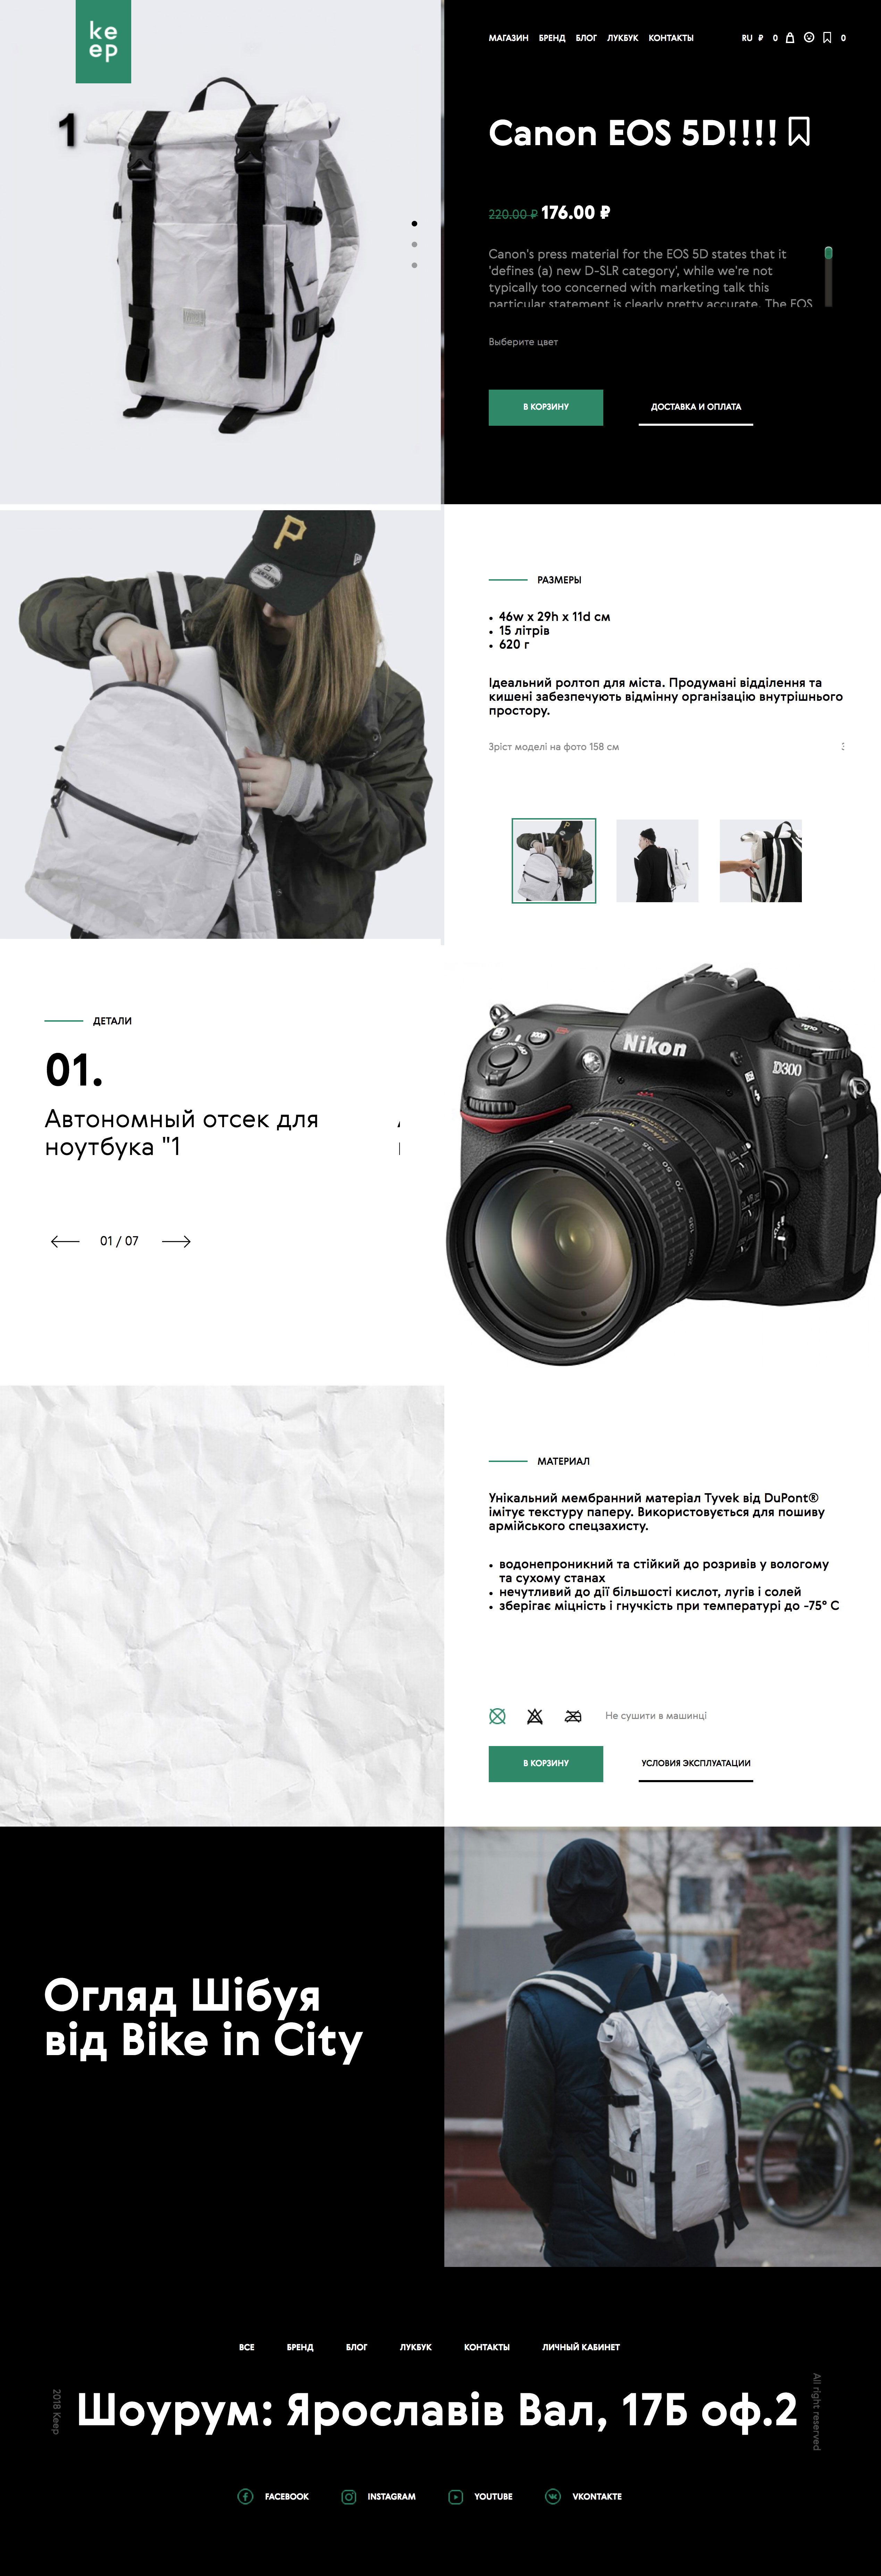 ke
ep
МАГАЗИН БРЕНД БЛОГ ЛУКБУК КОНТАКТЫ RU ₽ 0 0
1
Canon EOS 5D!!!!
220.00 ₽ 176.00 ₽
Canon's press material for the EOS 5D states that it
'defines (a) new D-SLR category', while we're not
typically too concerned with marketing talk this
particular statement is clearly pretty accurate. The EOS
Выберите цвет
В КОРЗИНУ ДОСТАВКА И ОПЛАТА
РАЗМЕРЫ
46w x 29h x 11d см
15 літрів
620 г
Ідеальний ролтоп для міста. Продумані відділення та
кишені забезпечують відмінну організацію внутрішнього
простору.
Зріст моделі на фото 158 см
ДЕТАЛИ
01.
Автономный отсек для
ноутбука "1
01 / 07
Nikon
D300
МАТЕРИАЛ
Унікальний мембранний матеріал Tyvek від DuPont®
імітує текстуру паперу. Використовується для пошиву
армійського спецзахисту.
водонепроникний та стійкий до розривів у вологому
та сухому станах
нечутливий до дії більшості кислот, лугів і солей
зберігає міцність і гнучкість при температурі до -75° C
Не сушити в машинці
В КОРЗИНУ УСЛОВИЯ ЭКСПЛУАТАЦИИ
Огляд Шібуя
від Bike in City
ВСЕ БРЕНД БЛОГ ЛУКБУК КОНТАКТЫ ЛИЧНЫЙ КАБИНЕТ
2018 Keep
Шоурум: Ярославів Вал, 17Б оф.2
All right reserved
FACEBOOK INSTAGRAM YOUTUBE VKONTAKTE